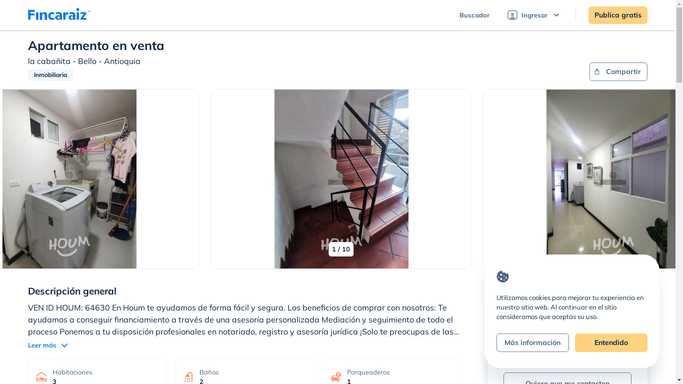 Fincaraiz
Buscador
Ingresar
Publica gratis
Apartamento en venta
la cabañita - Bello - Antioquia
Inmobiliaria
Compartir
HOUM
HOUM
1 / 10
HOUM
Descripción general
VEN ID HOUM: 64630 En Houm te ayudamos de forma fácil y segura. Los beneficios de comprar con nosotros: Te
ayudamos a conseguir financiamiento a través de una asesoría personalizada Mediación y seguimiento de todo el
proceso Ponemos a tu disposición profesionales en notariado, registro y asesoría jurídica ¡Solo te preocupas de las...
Leer más
Habitaciones
3
Baños
2
Parqueaderos
1
Utilizamos cookies para mejorar tu experiencia en
nuestro sitio web. Al continuar en el sitio
consideramos que aceptas su uso.
Más información
Entendido
Quiero que me contacten